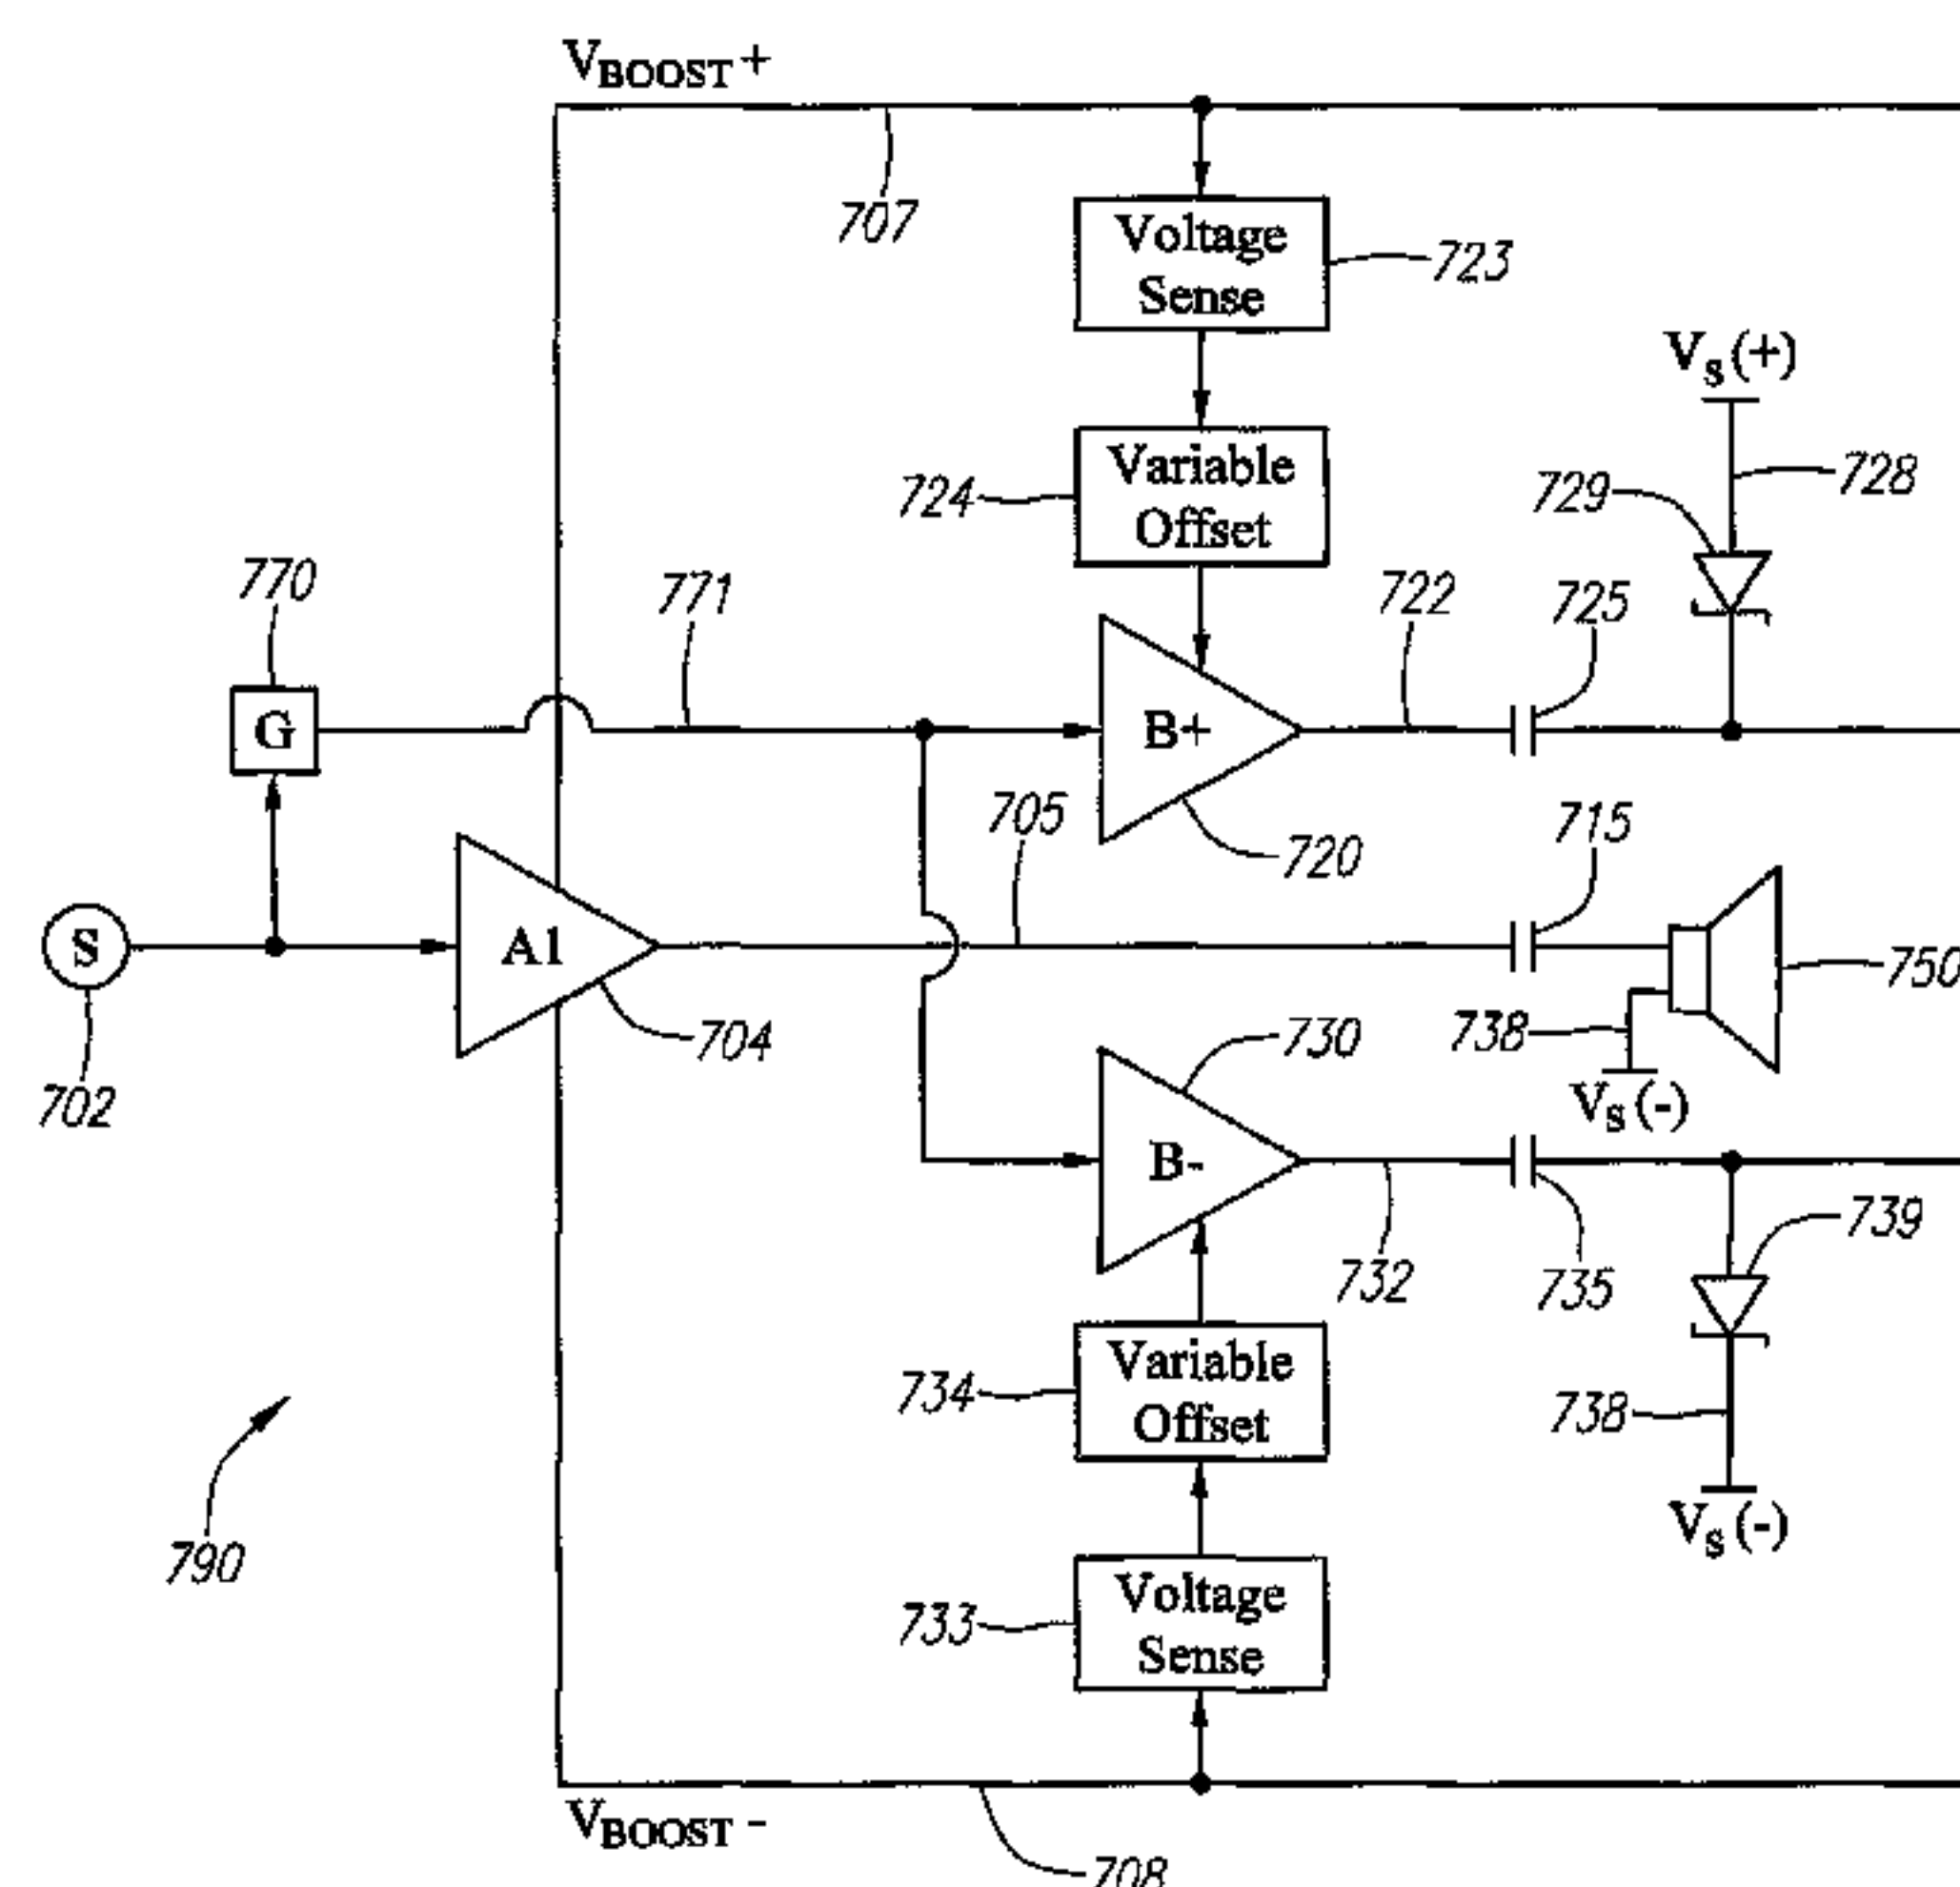 VBOOST+
707
Voltage
Sense
723
VS(+)
728
729
Variable
Offset
724
770
771
722
725
G
B+
705
715
720
S
A1
750
704
730
738
VS(-)
702
B-
739
732
735
Variable
Offset
734
738
VS(-)
790
Voltage
Sense
733
VBOOST-
708